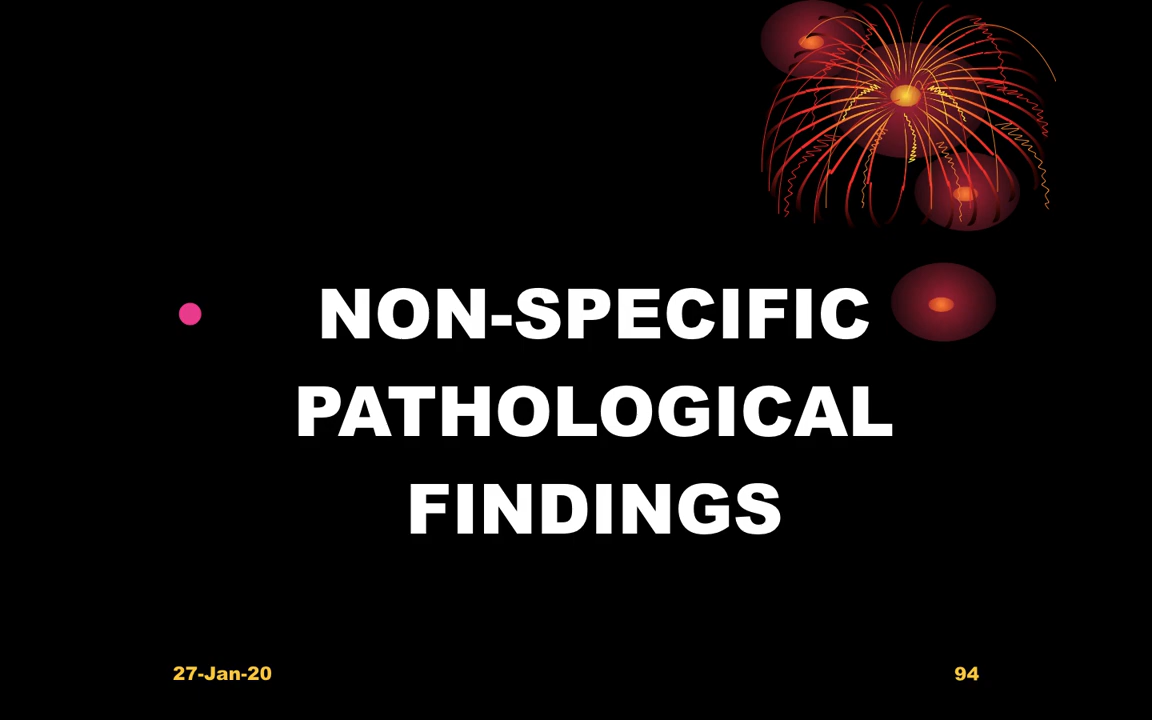 NON-SPECIFIC
PATHOLOGICAL
FINDINGS
27-Jan-20
94